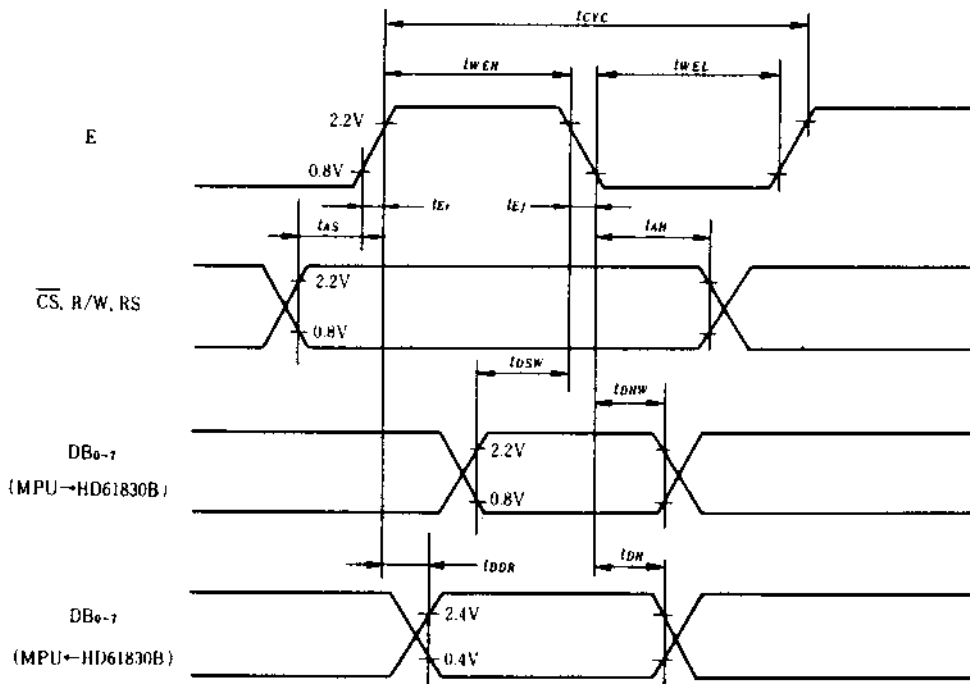 tCYC
tWEH
tWEL
E
2.2V
0.8V
tEr
tEf
tAS
tAH
C̅S̅, R/W, RS
2.2V
0.8V
tDSW
tDHW
DB₀₋₇
(MPU→HD61830B)
2.2V
0.8V
tDDR
tDH
DB₀₋₇
(MPU←HD61830B)
2.4V
0.4V